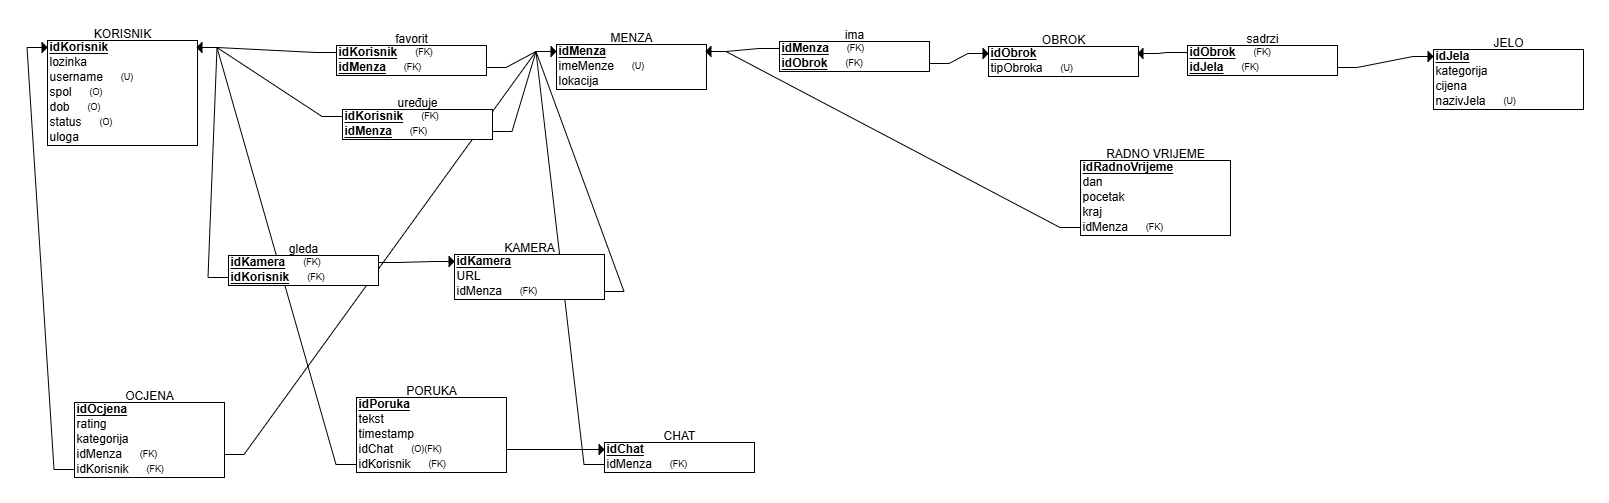 KORISNIK
idKorisnik
lozinka
username (U)
spol (O)
dob (O)
status (O)
uloga
favorit
idKorisnik (FK)
idMenza (FK)
uređuje
idKorisnik (FK)
idMenza (FK)
MENZA
idMenza
imeMenze (U)
lokacija
ima
idMenza (FK)
idObrok (FK)
OBROK
idObrok
tipObroka (U)
sadrzi
idObrok (FK)
idJela (FK)
JELO
idJela
kategorija
cijena
nazivJela (U)
RADNO VRIJEME
idRadnoVrijeme
dan
pocetak
kraj
idMenza (FK)
gleda
idKamera (FK)
idKorisnik (FK)
KAMERA
idKamera
URL
idMenza (FK)
OCJENA
idOcjena
rating
kategorija
idMenza (FK)
idKorisnik (FK)
PORUKA
idPoruka
tekst
timestamp
idChat (O)(FK)
idKorisnik (FK)
CHAT
idChat
idMenza (FK)